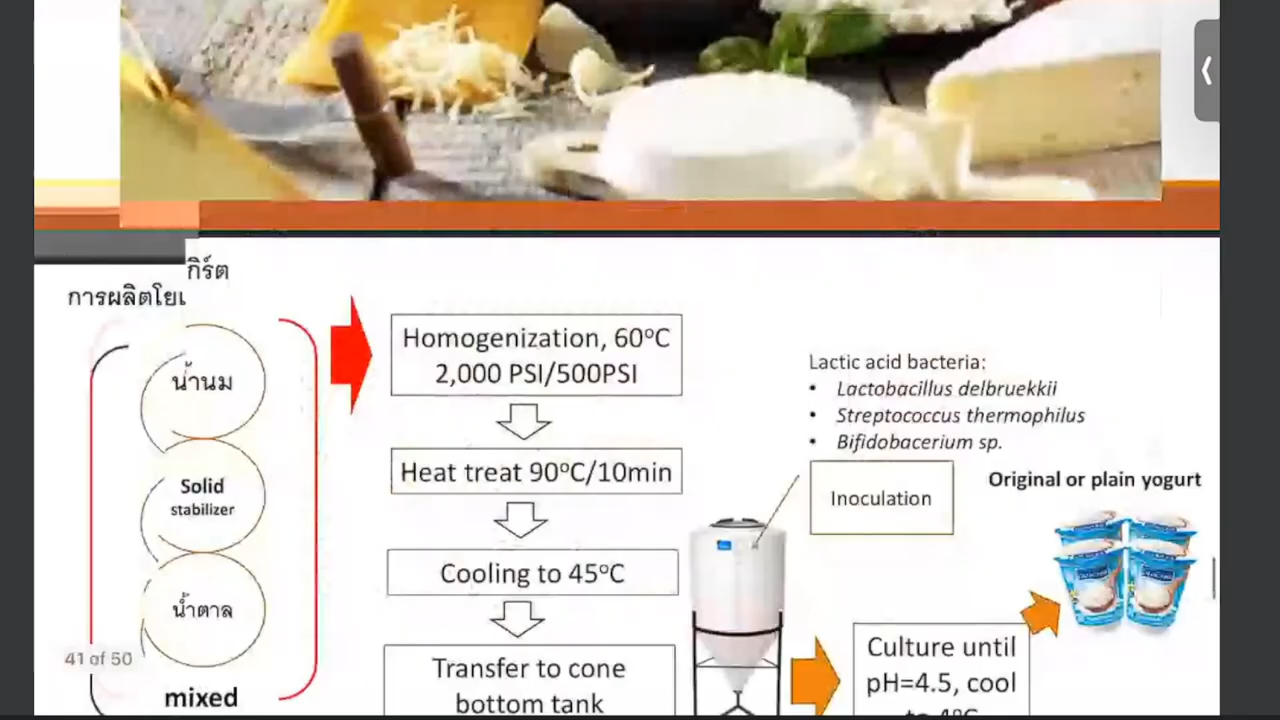 การผลิตโยเกิร์ต
น้ำนม
Solid
stabilizer
น้ำตาล
mixed
41 of 50
Homogenization, 60°C
2,000 PSI/500PSI
Heat treat 90°C/10min
Cooling to 45°C
Transfer to cone
bottom tank
Lactic acid bacteria:
• Lactobacillus delbruekkii
• Streptococcus thermophilus
• Bifidobacerium sp.
Inoculation
Original or plain yogurt
Culture until
pH=4.5, cool
to 4°C